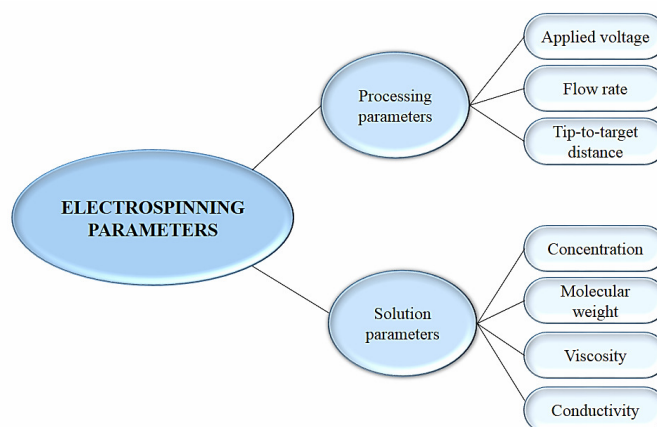 ELECTROSPINNING
PARAMETERS
Processing
parameters
Applied voltage
Flow rate
Tip-to-target
distance
Solution
parameters
Concentration
Molecular
weight
Viscosity
Conductivity